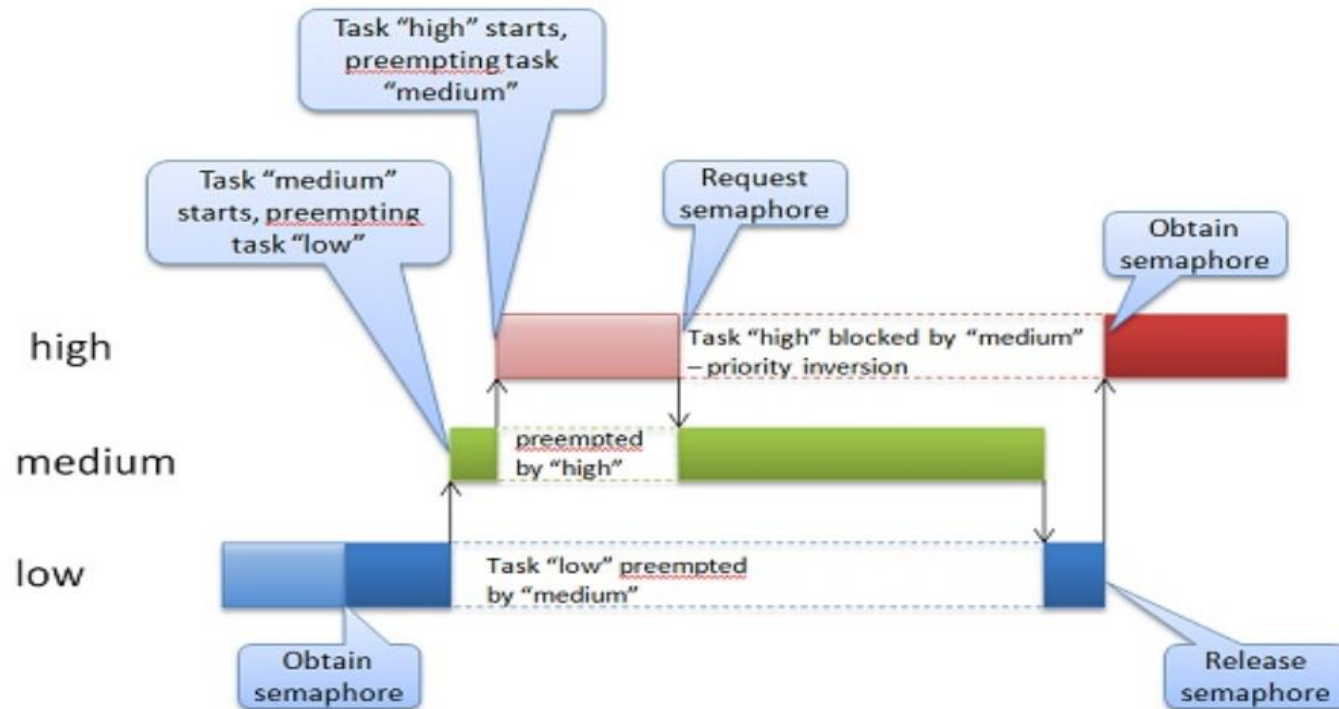 Task “high” starts,
preempting task
“medium”
Task “medium”
starts, preempting
task “low”
Request
semaphore
Obtain
semaphore
high
Task “high” blocked by “medium”
– priority inversion
medium
preempted
by “high”
low
Task “low” preempted
by “medium”
Obtain
semaphore
Release
semaphore